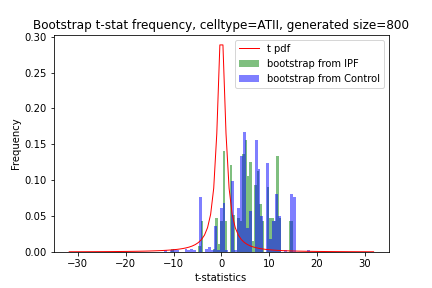 Bootstrap t-stat frequency, celltype=ATII, generated size=800
t pdf
bootstrap from IPF
bootstrap from Control
Frequency
0.30
0.25
0.20
0.15
0.10
0.05
0.00
−30
−20
−10
0
10
20
30
t-statistics